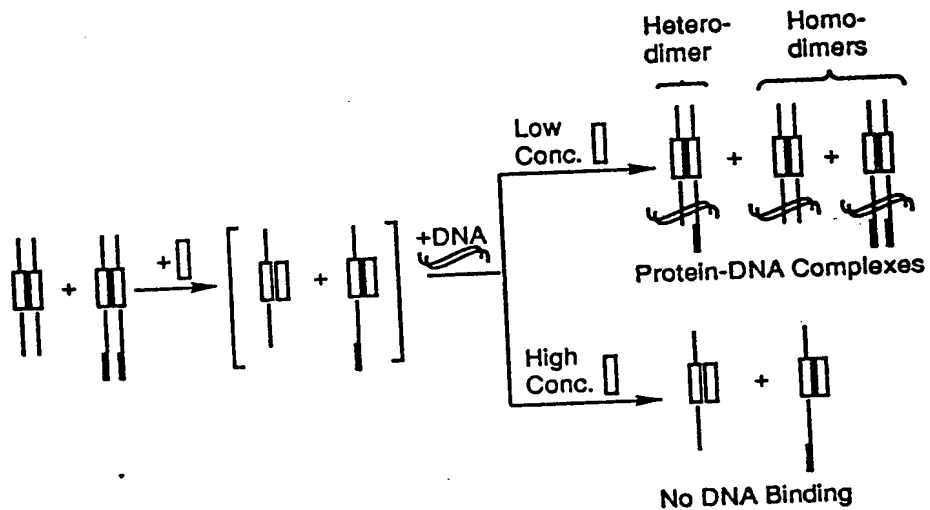 Hetero-
dimer
Homo-
dimers
Low
Conc.
+
+
Protein-DNA Complexes
+
+
+
+DNA
High
Conc.
+
No DNA Binding